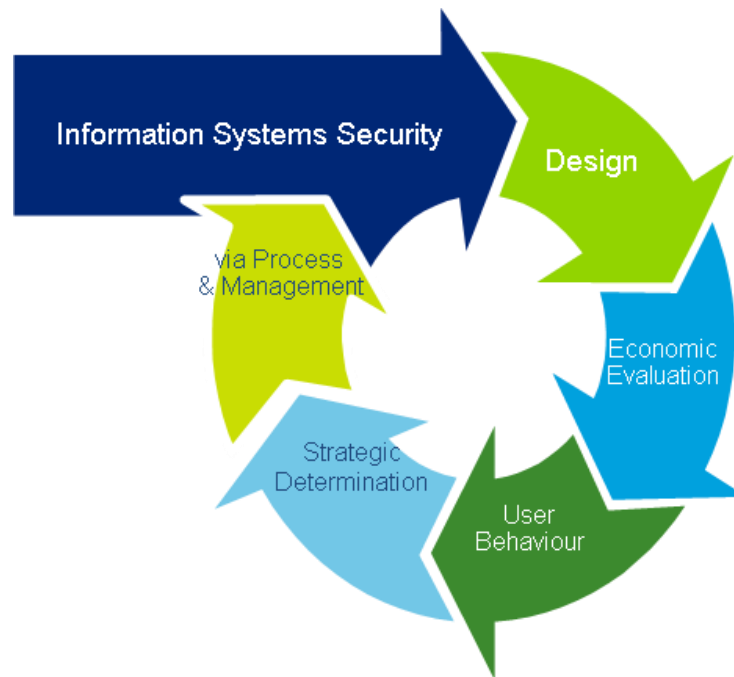 Information Systems Security
Design
Economic
Evaluation
User
Behaviour
Strategic
Determination
via Process
& Management